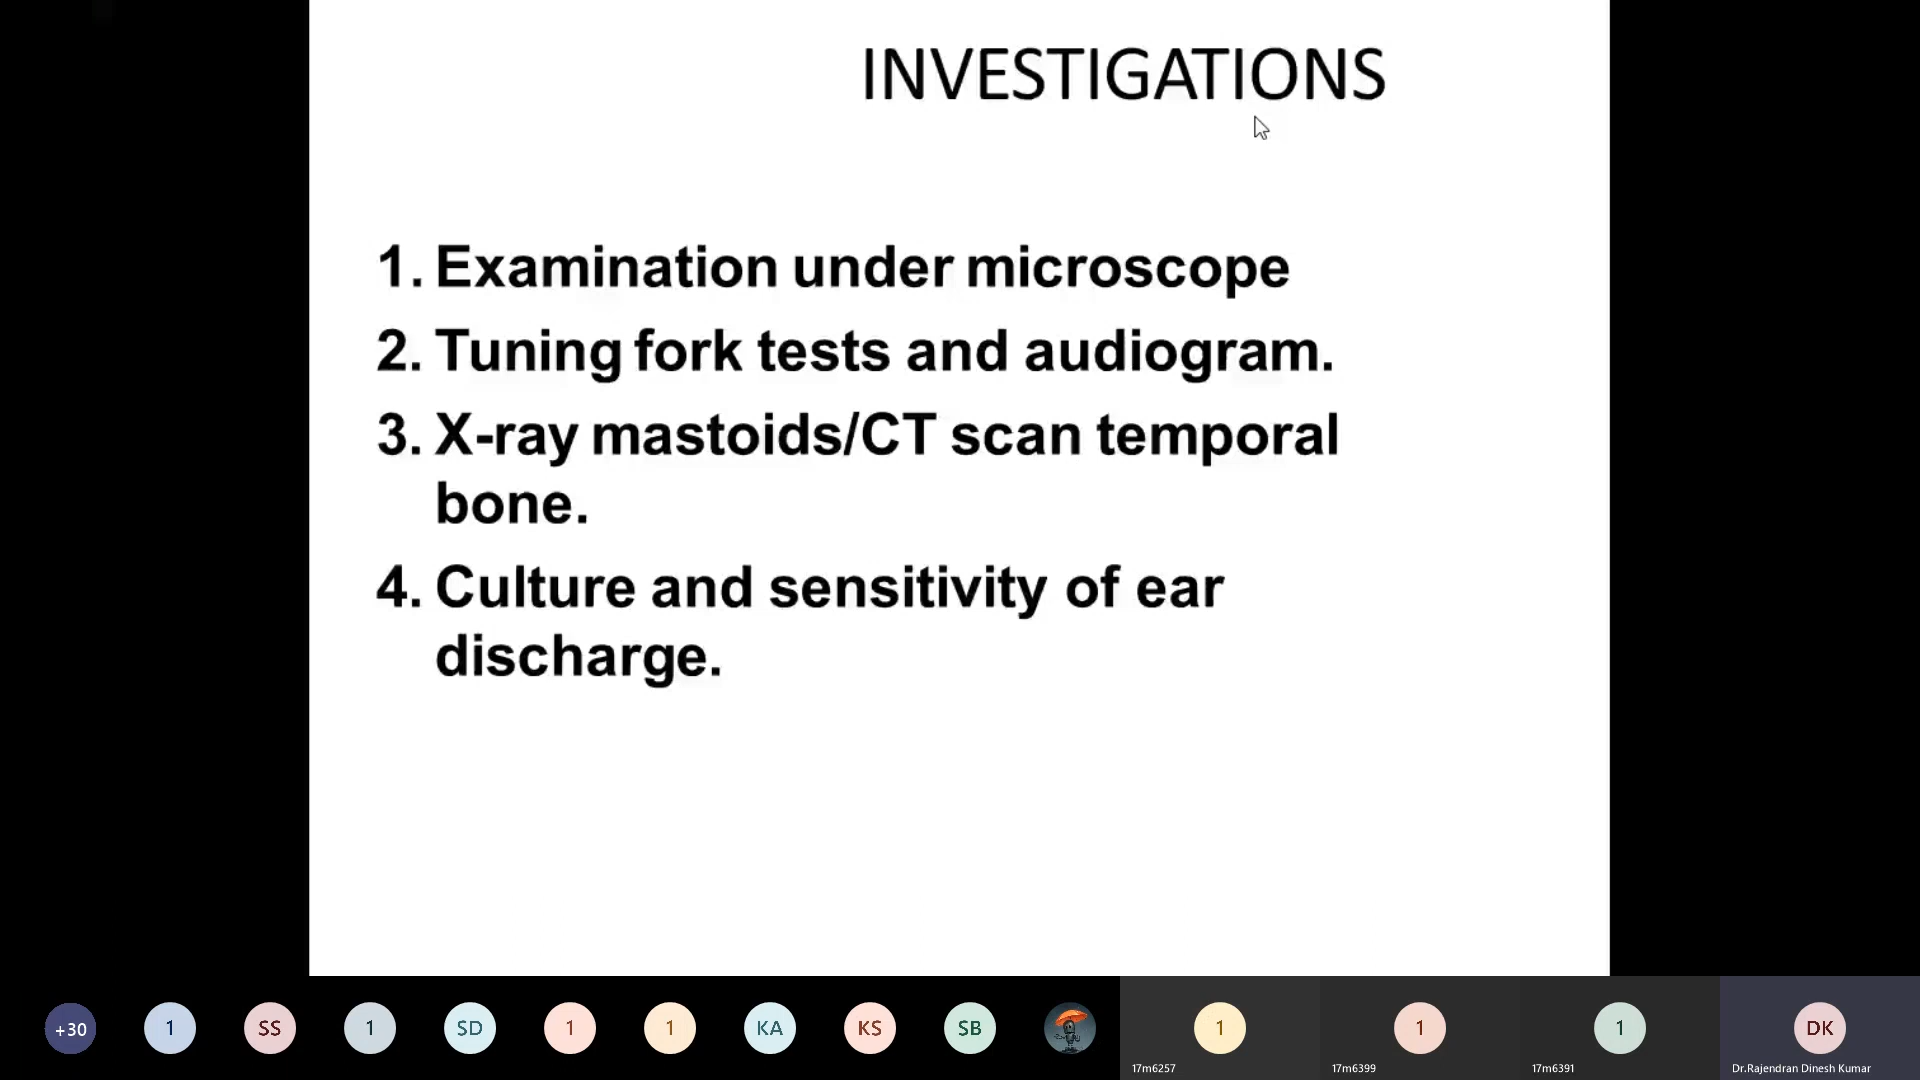 INVESTIGATIONS
1. Examination under microscope
2. Tuning fork tests and audiogram.
3. X-ray mastoids/CT scan temporal
bone.
4. Culture and sensitivity of ear
discharge.
+30
1
SS
1
SD
1
1
KA
KS
SB
1
1
1
DK
17m6257
17m6399
17m6391
Dr.Rajendran Dinesh Kumar